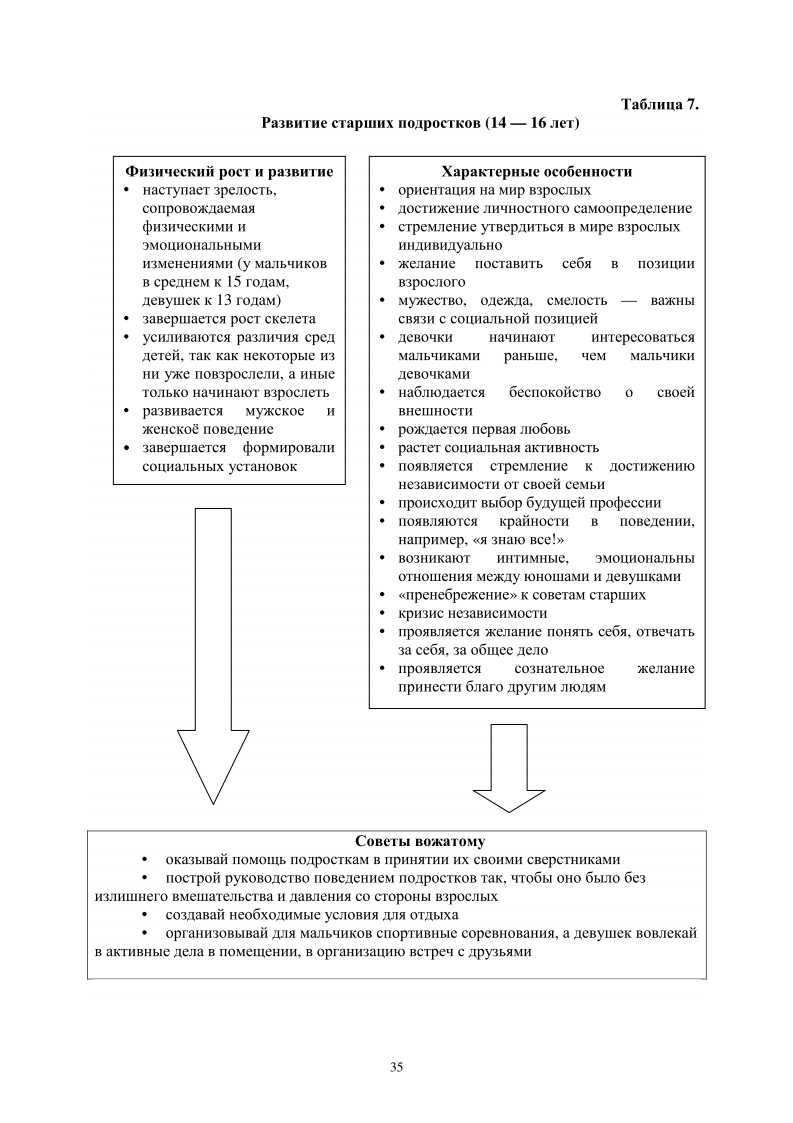 Таблица 7.
Развитие старших подростков (14 — 16 лет)
Физический рост и развитие
• наступает зрелость,
сопровождаемая
физическими и
эмоциональными
изменениями (у мальчиков
в среднем к 15 годам,
девушек к 13 годам)
• завершается рост скелета
• усиливаются различия сред
детей, так как некоторые из
ни уже повзрослели, а иные
только начинают взрослеть
• развивается мужское и
женскоё поведение
• завершается формировали
социальных установок
Характерные особенности
• ориентация на мир взрослых
• достижение личностного самоопределение
• стремление утвердиться в мире взрослых
индивидуально
• желание поставить себя в позиции
взрослого
• мужество, одежда, смелость — важны
связи с социальной позицией
• девочки начинают интересоваться
мальчиками раньше, чем мальчики
девочками
• наблюдается беспокойство о своей
внешности
• рождается первая любовь
• растет социальная активность
• появляется стремление к достижению
независимости от своей семьи
• происходит выбор будущей профессии
• появляются крайности в поведении,
например, «я знаю все!»
• возникают интимные, эмоциональны
отношения между юношами и девушками
• «пренебрежение» к советам старших
• кризис независимости
• проявляется желание понять себя, отвечать
за себя, за общее дело
• проявляется сознательное желание
принести благо другим людям
Советы вожатому
• оказывай помощь подросткам в принятии их своими сверстниками
• построй руководство поведением подростков так, чтобы оно было без
излишнего вмешательства и давления со стороны взрослых
• создавай необходимые условия для отдыха
• организовывай для мальчиков спортивные соревнования, а девушек вовлекай
в активные дела в помещении, в организацию встреч с друзьями
35